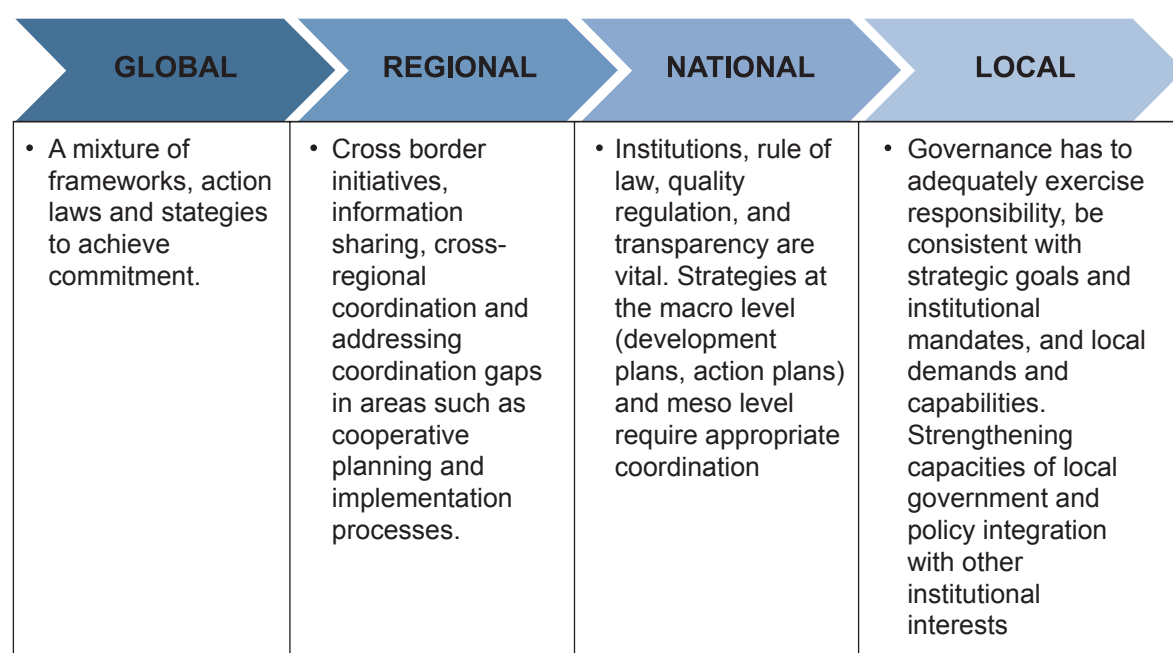 GLOBAL
REGIONAL
NATIONAL
LOCAL
• A mixture of
frameworks, action
laws and stategies
to achieve
commitment.
• Cross border
initiatives,
information
sharing, cross-
regional
coordination and
addressing
coordination gaps
in areas such as
cooperative
planning and
implementation
processes.
• Institutions, rule of
law, quality
regulation, and
transparency are
vital. Strategies at
the macro level
(development
plans, action plans)
and meso level
require appropriate
coordination
• Governance has to
adequately exercise
responsibility, be
consistent with
strategic goals and
institutional
mandates, and local
demands and
capabilities.
Strengthening
capacities of local
government and
policy integration
with other
institutional
interests